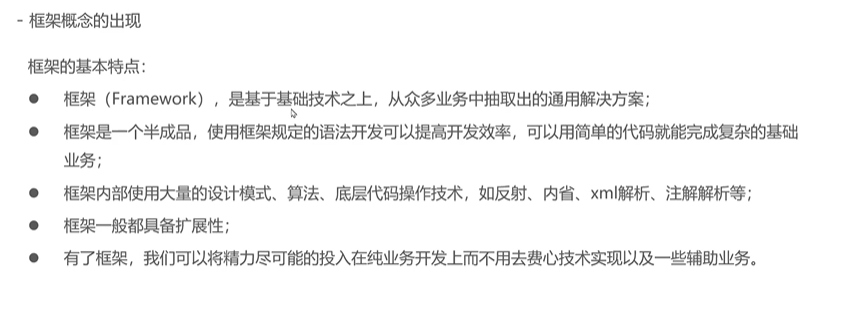 - 框架概念的出现
框架的基本特点：
● 框架（Framework），是基于基础技术之上，从众多业务中抽取出的通用解决方案；
● 框架是一个半成品，使用框架规定的语法开发可以提高开发效率，可以用简单的代码就能完成复杂的基础
业务；
● 框架内部使用大量的设计模式、算法、底层代码操作技术，如反射、内省、xml解析、注解解析等；
● 框架一般都具备扩展性；
● 有了框架，我们可以将精力尽可能的投入在纯业务开发上而不用去费心技术实现以及一些辅助业务。